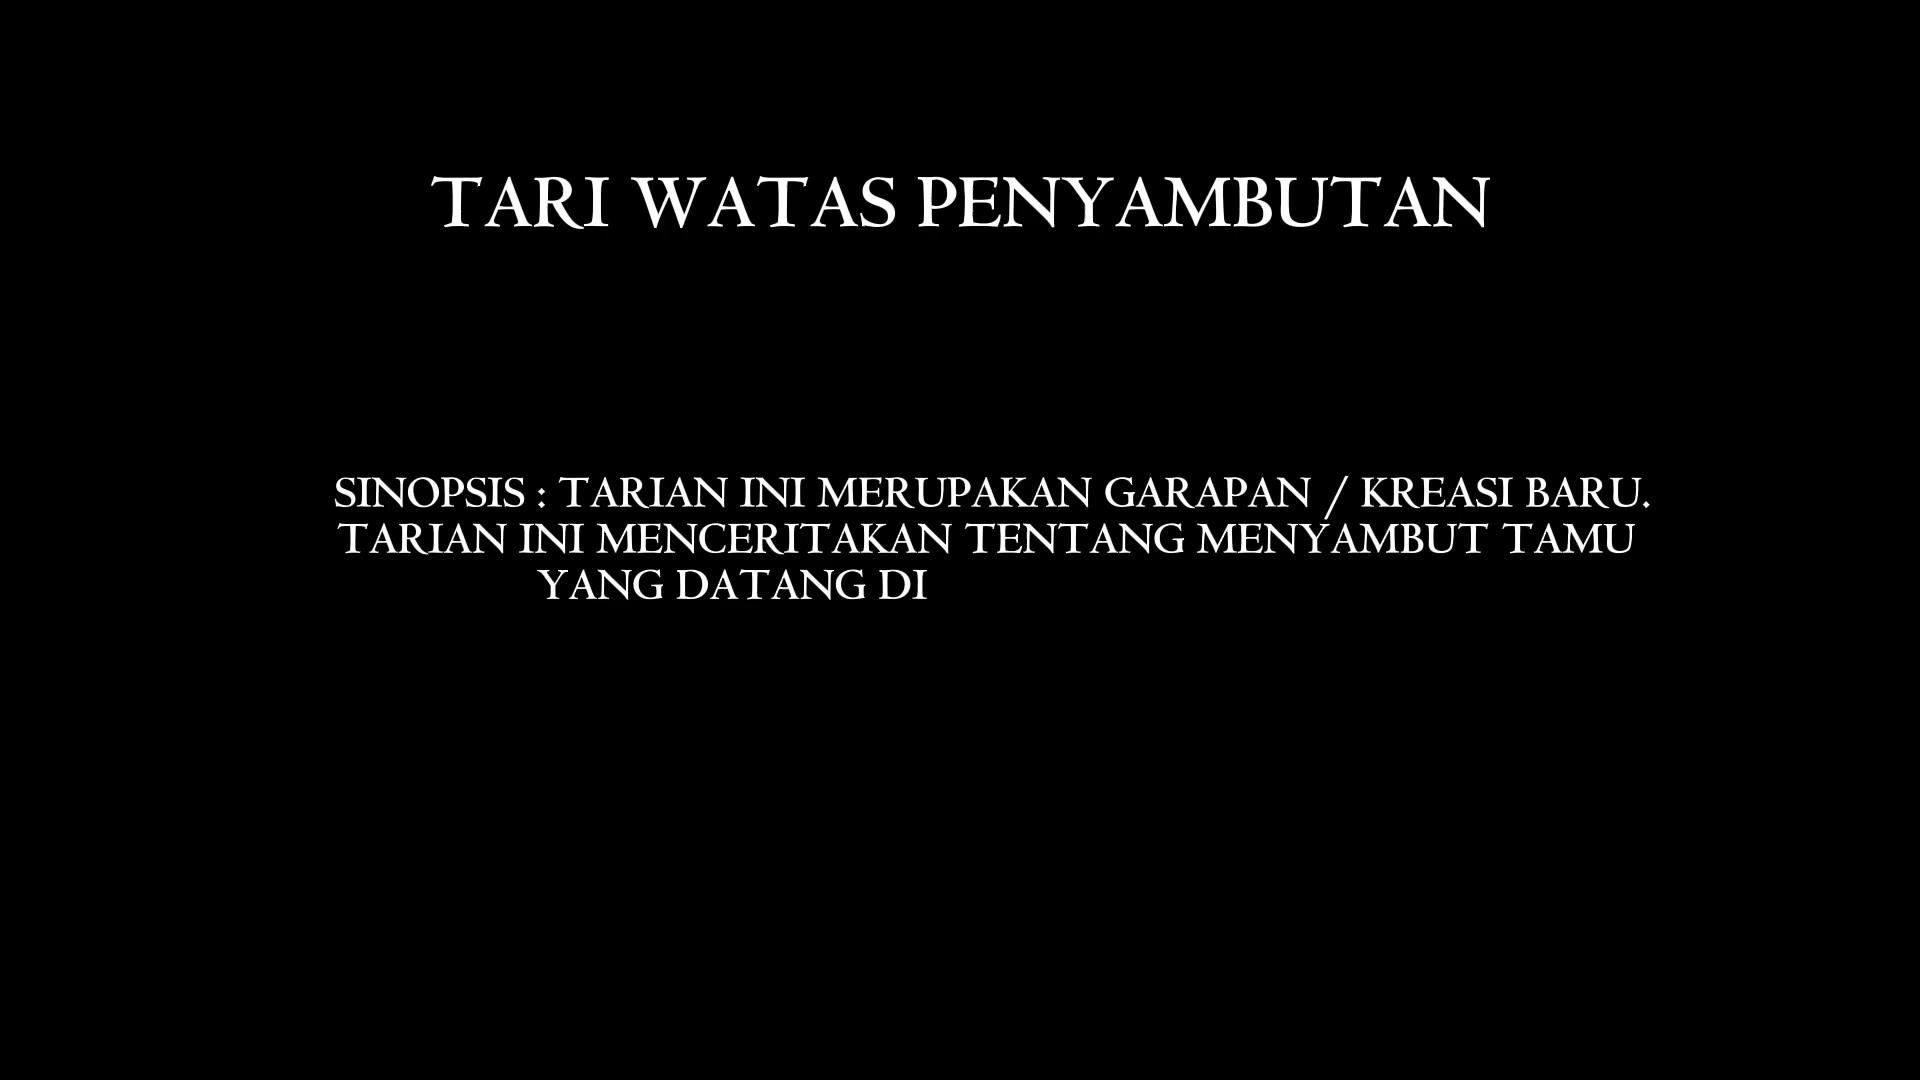 TARI WATAS PENYAMBUTAN
SINOPSIS : TARIAN INI MERUPAKAN GARAPAN / KREASI BARU.
TARIAN INI MENCERITAKAN TENTANG MENYAMBUT TAMU
YANG DATANG DI